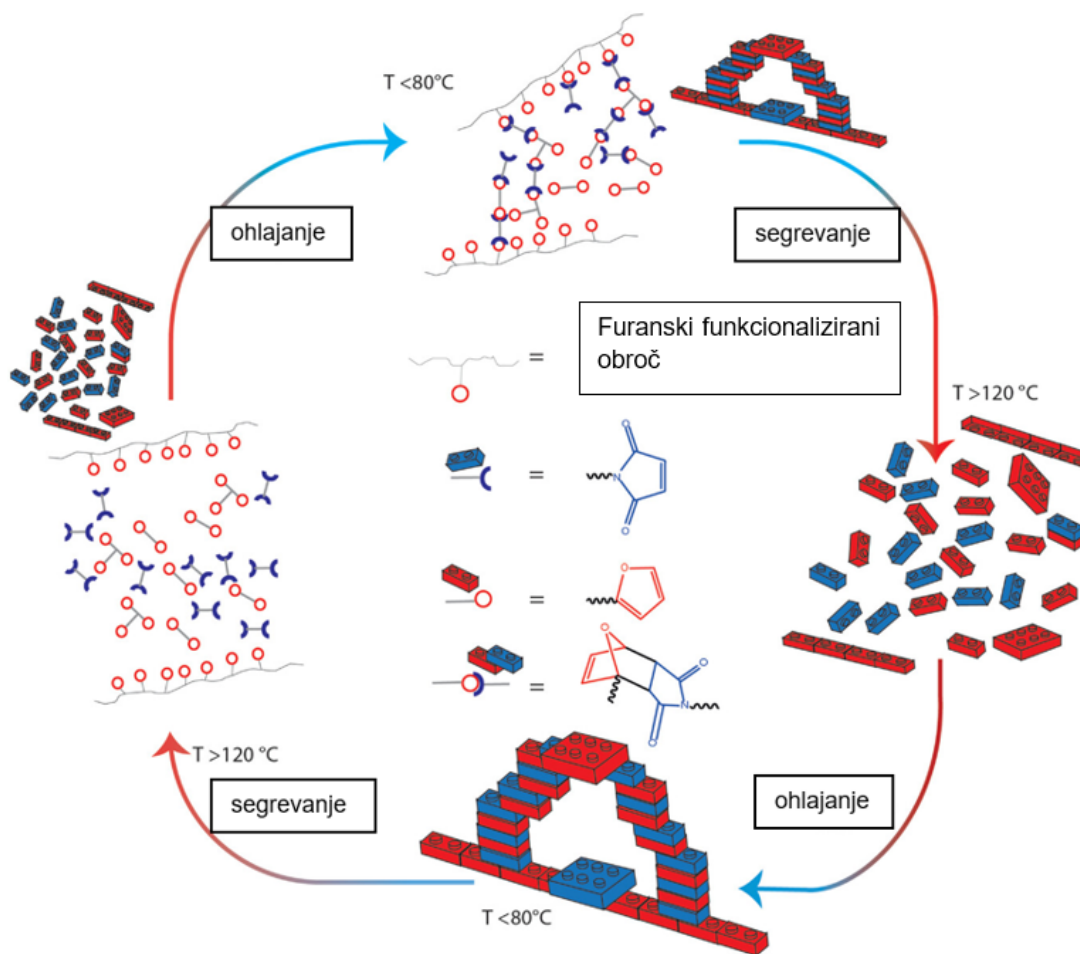 T <80°C
ohlajanje
segrevanje
Furanski funkcionalizirani
obroč
=
T >120 °C
=
O
N
O
=
O
=
O
O
N
O
T >120 °C
segrevanje
ohlajanje
T <80°C